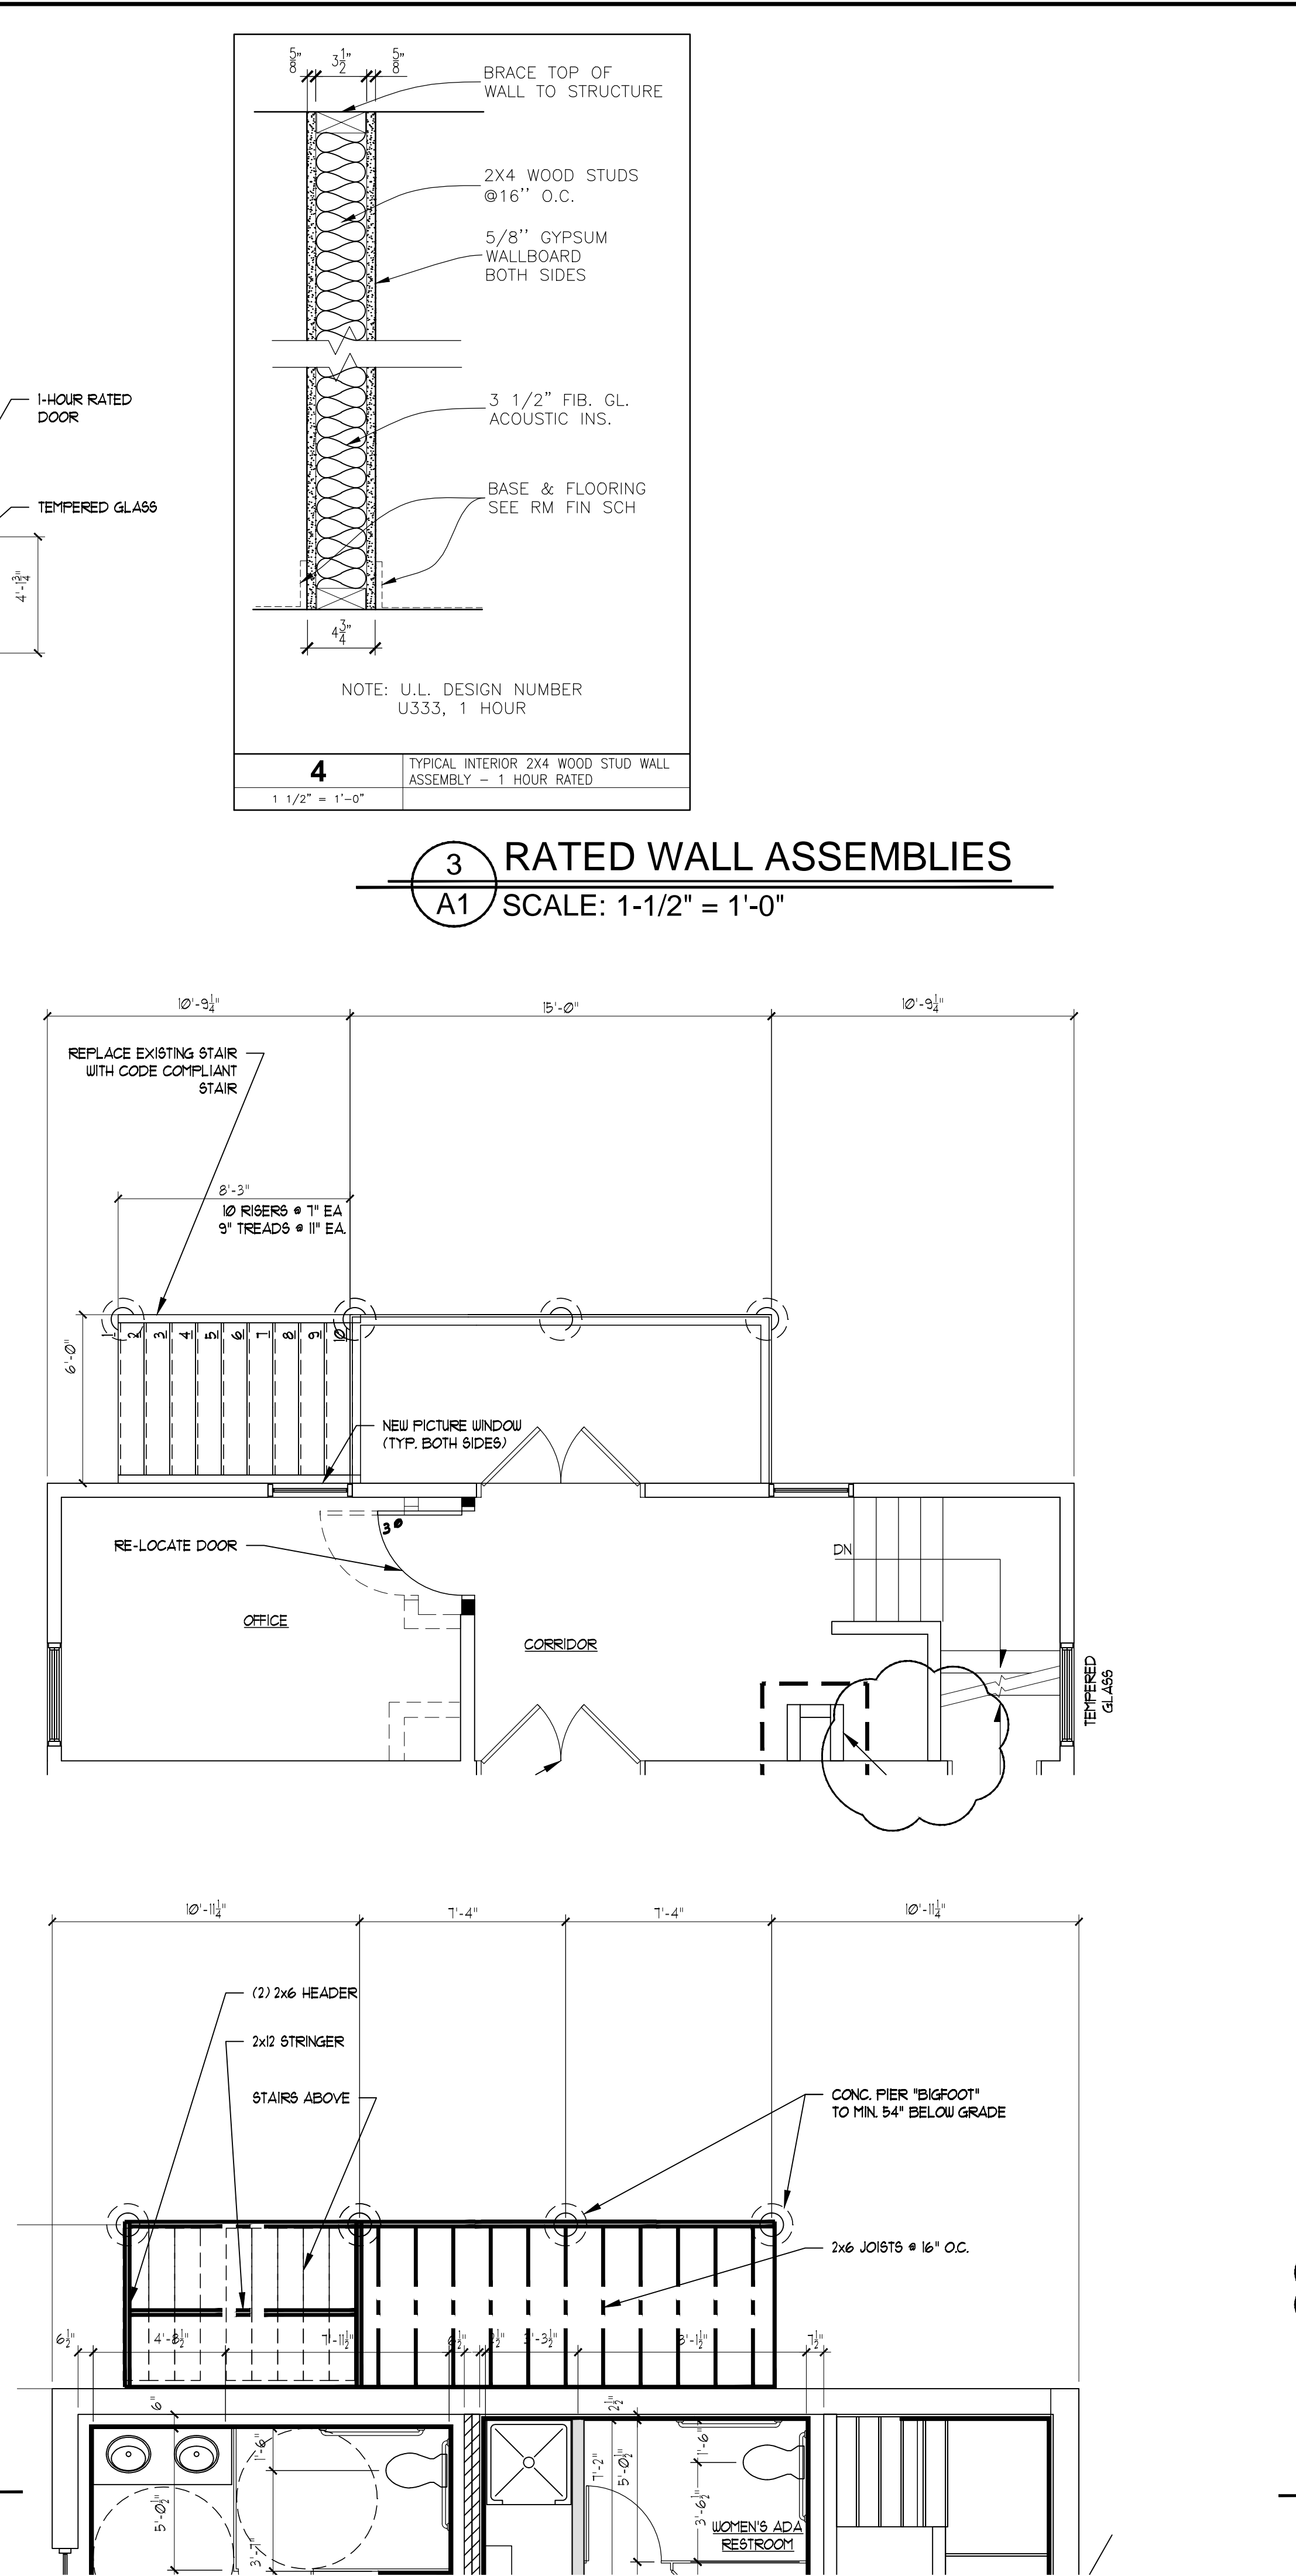 5/8" 3 1/2" 5/8"
BRACE TOP OF
WALL TO STRUCTURE
2X4 WOOD STUDS
@16'' O.C.
5/8'' GYPSUM
WALLBOARD
BOTH SIDES
1-HOUR RATED
DOOR
3 1/2" FIB. GL.
ACOUSTIC INS.
TEMPERED GLASS
BASE & FLOORING
SEE RM FIN SCH
4'-1 3/4"
4 3/4"
NOTE: U.L. DESIGN NUMBER
U333, 1 HOUR
4
TYPICAL INTERIOR 2X4 WOOD STUD WALL
ASSEMBLY – 1 HOUR RATED
1 1/2" = 1'-0"
3
A1
RATED WALL ASSEMBLIES
SCALE: 1-1/2" = 1'-0"
10'-9 1/4" 15'-0" 10'-9 1/4"
REPLACE EXISTING STAIR
WITH CODE COMPLIANT
STAIR
8'-3"
10 RISERS @ 7" EA
9" TREADS @ 11" EA.
1 2 3 4 5 6 7 8 9 10
6'-0"
NEW PICTURE WINDOW
(TYP. BOTH SIDES)
30
RE-LOCATE DOOR
DN
OFFICE
CORRIDOR
TEMPERED
GLASS
10'-11 1/4" 7'-4" 7'-4" 10'-11 1/4"
(2) 2x6 HEADER
2x12 STRINGER
STAIRS ABOVE
CONC. PIER "BIGFOOT"
TO MIN. 54" BELOW GRADE
2x6 JOISTS @ 16" O.C.
6 1/2" 4'-8 1/2" 7'-11 1/2" 3'-3 1/2" 8'-1 1/2" 7 1/2"
6"
2 1/2"
1'-6"
7'-2"
5'-0 1/2"
1'-6"
5'-0 1/2"
3'-7"
3'-6 1/2"
WOMEN'S ADA
RESTROOM